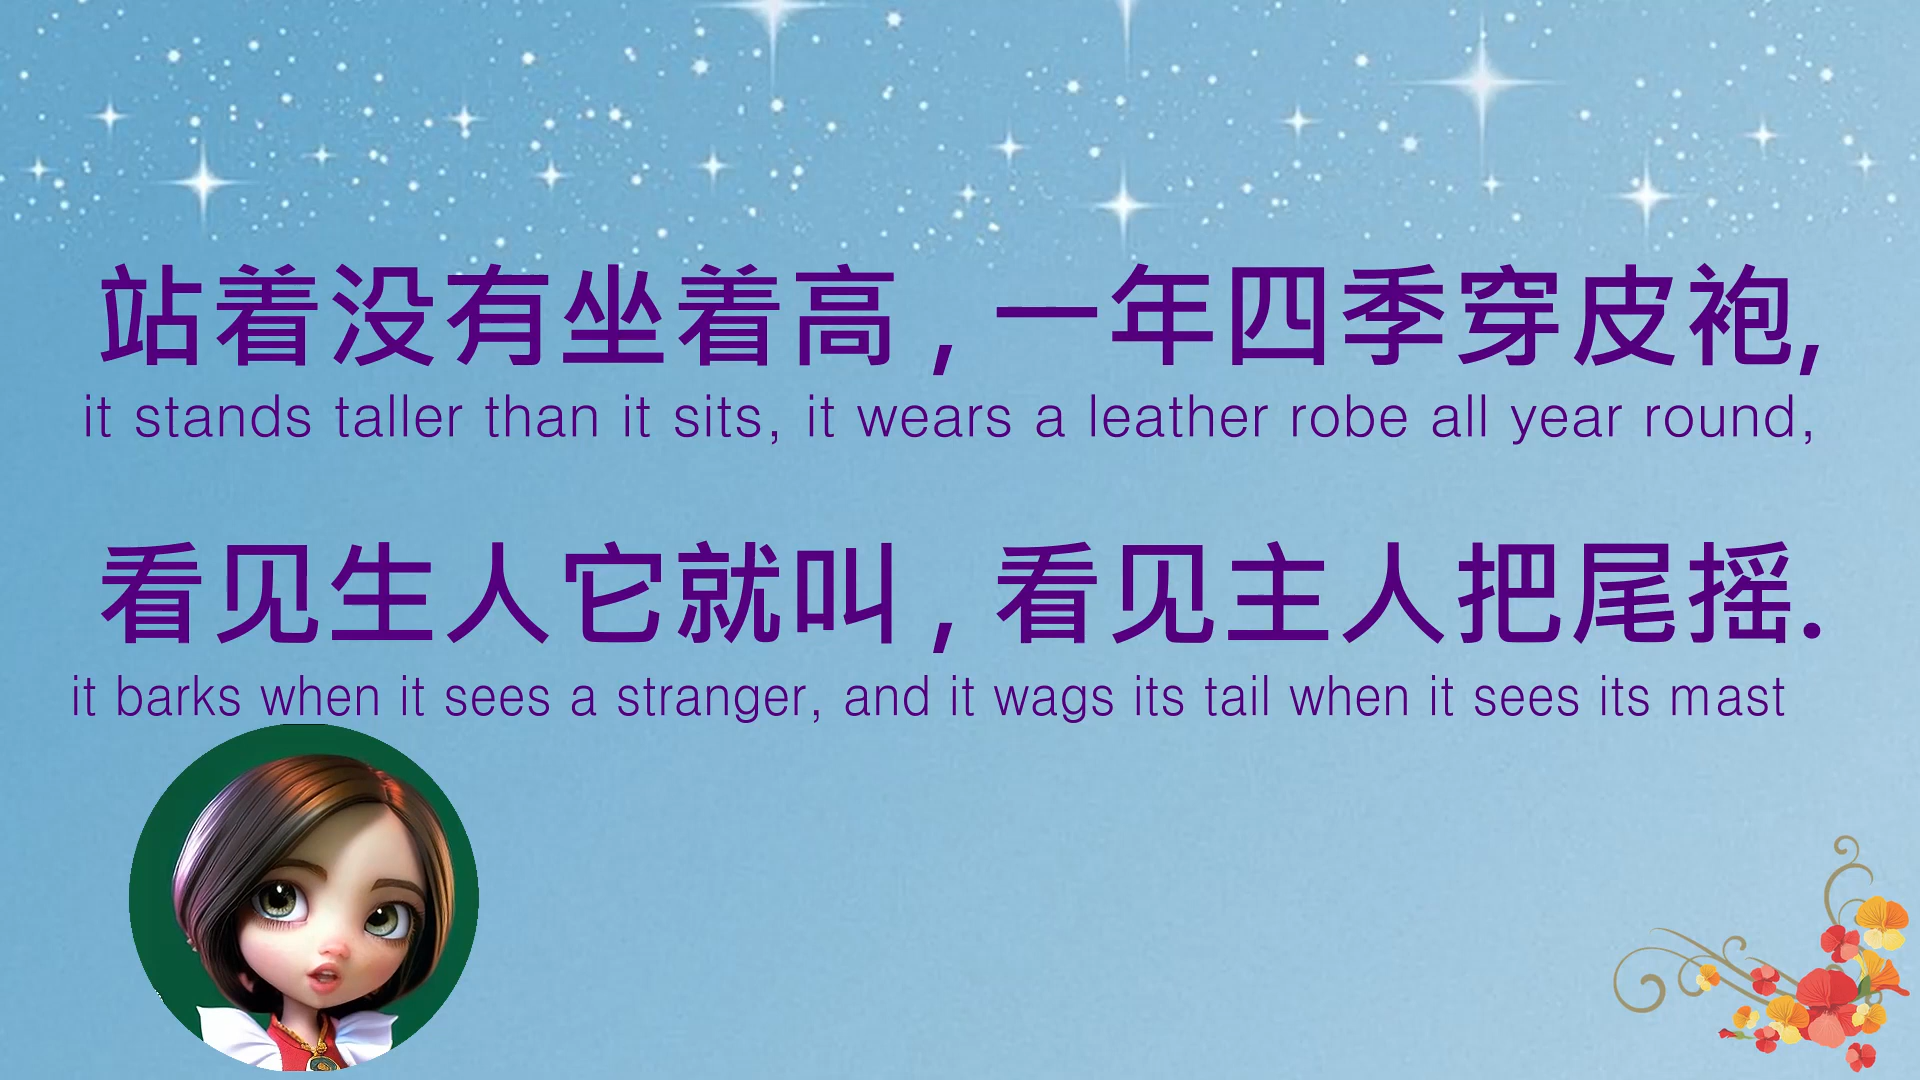 站着没有坐着高，一年四季穿皮袍,
it stands taller than it sits, it wears a leather robe all year round,
看见生人它就叫，看见主人把尾摇.
it barks when it sees a stranger, and it wags its tail when it sees its mast